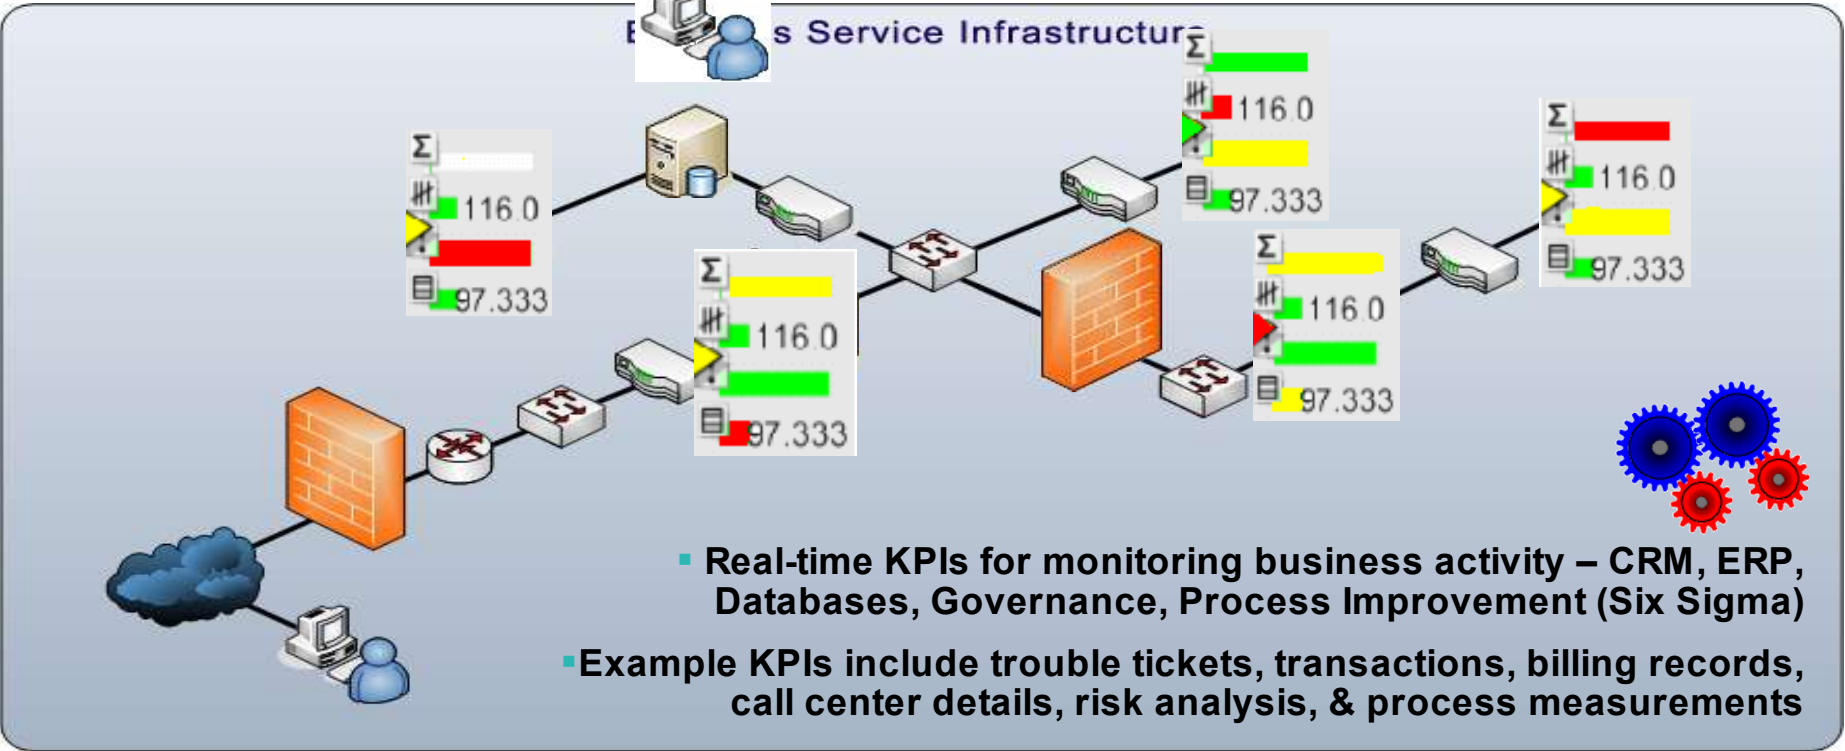 s Service Infrastructure
Σ
116.0
97.333
Σ
116.0
97.333
Σ
116.0
97.333
Σ
116.0
97.333
Σ
116.0
97.333
▪ Real-time KPIs for monitoring business activity – CRM, ERP,
Databases, Governance, Process Improvement (Six Sigma)
▪Example KPIs include trouble tickets, transactions, billing records,
call center details, risk analysis, & process measurements